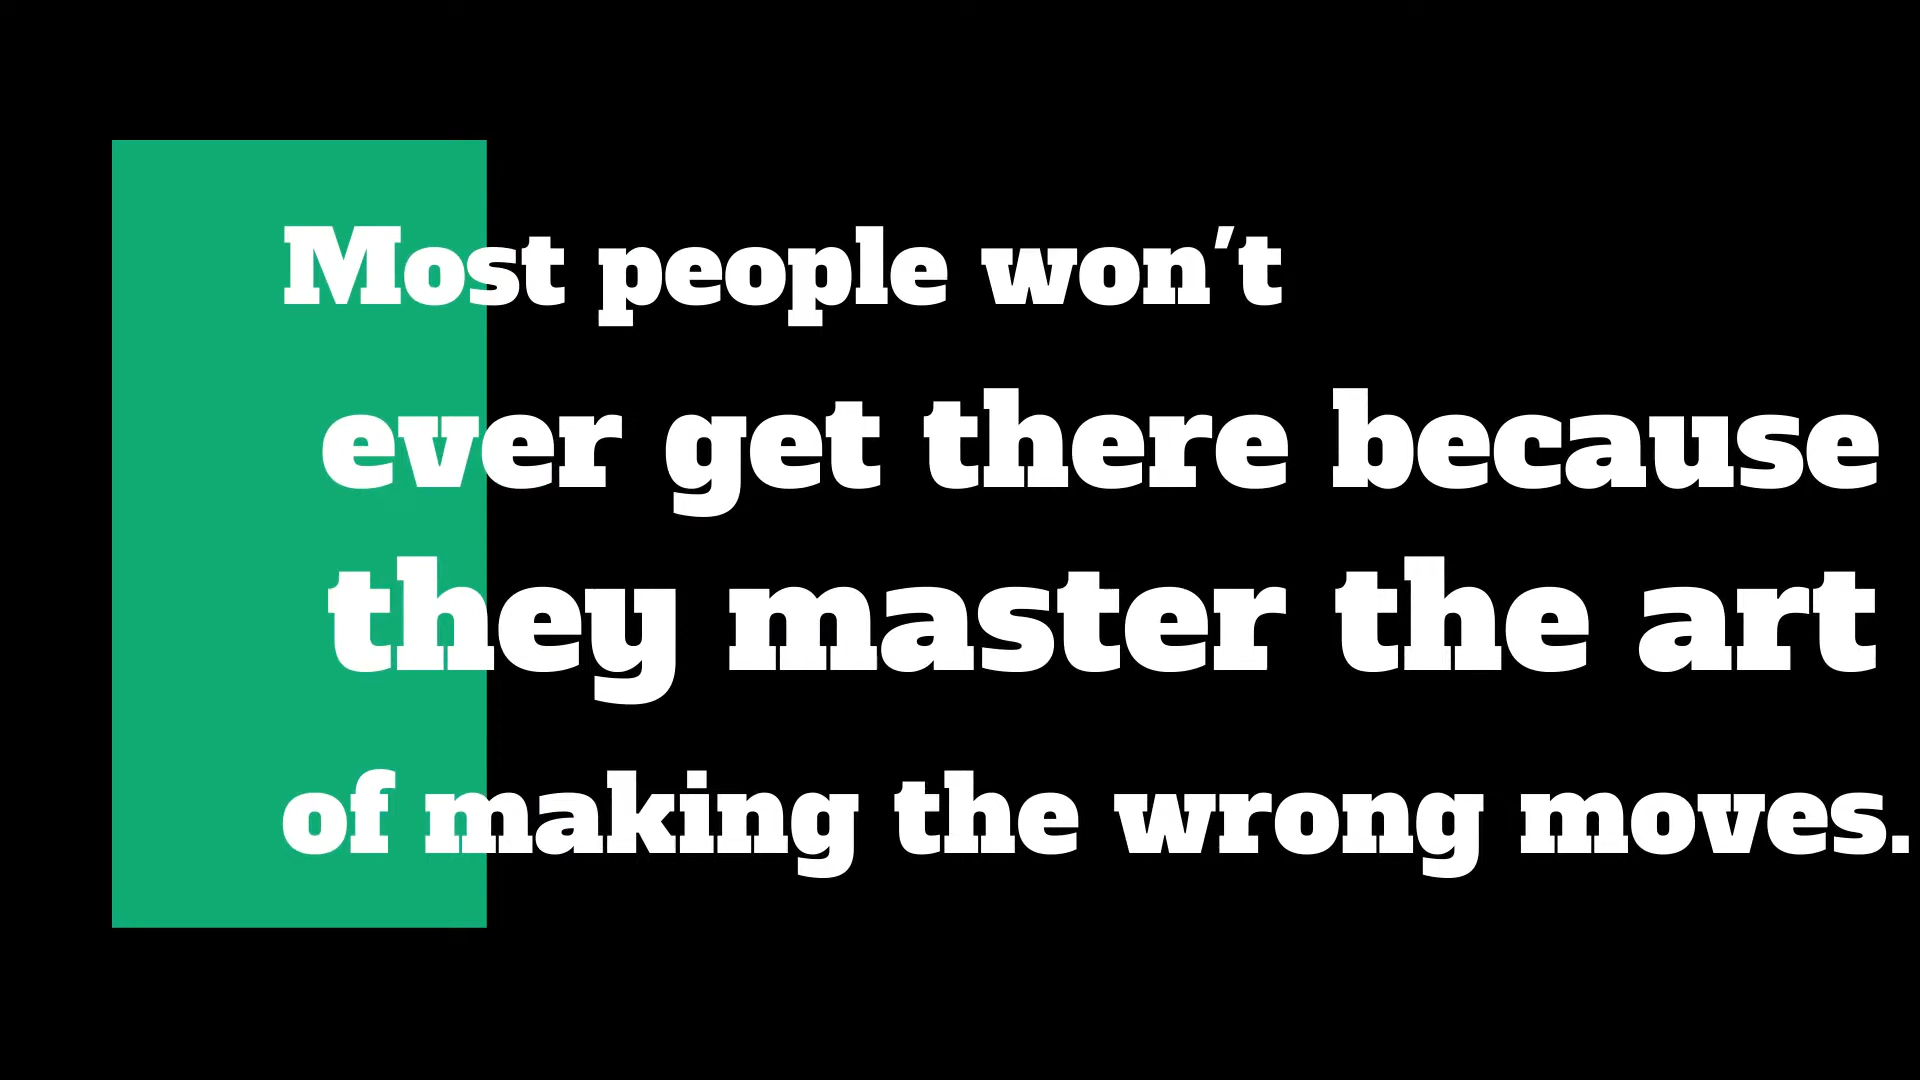 Most people won't
ever get there because
they master the art
of making the wrong moves.